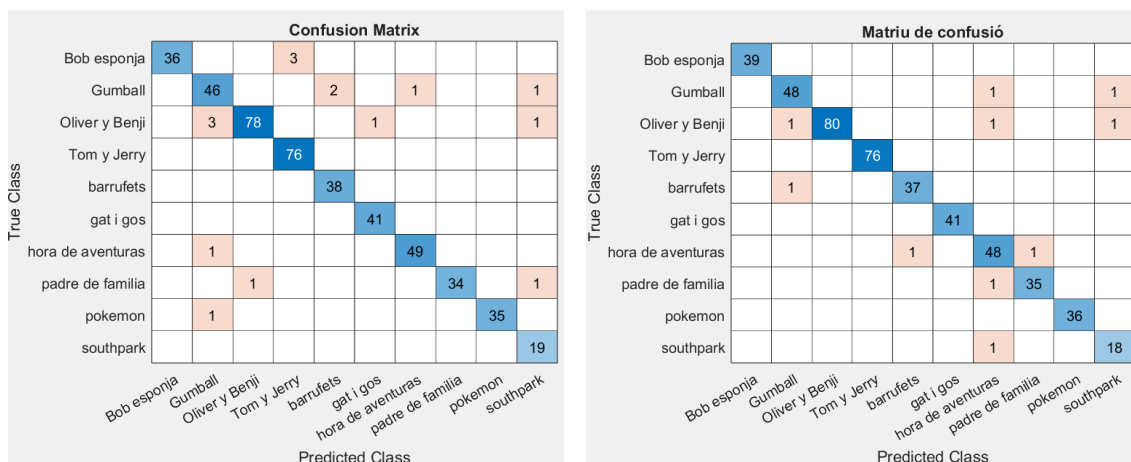 Confusion Matrix
True Class
Bob esponja 36 3
Gumball 46 2 1 1
Oliver y Benji 3 78 1 1
Tom y Jerry 76
barrufets 38
gat i gos 41
hora de aventuras 1 49
padre de familia 1 34 1
pokemon 1 35
southpark 19
Bob esponja
Gumball
Oliver y Benji
Tom y Jerry
barrufets
gat i gos
hora de aventuras
padre de familia
pokemon
southpark
Predicted Class
Matriu de confusió
True Class
Bob esponja 39
Gumball 48 1 1
Oliver y Benji 1 80 1 1
Tom y Jerry 76
barrufets 1 37
gat i gos 41
hora de aventuras 1 48 1
padre de familia 1 35
pokemon 36
southpark 1 18
Bob esponja
Gumball
Oliver y Benji
Tom y Jerry
barrufets
gat i gos
hora de aventuras
padre de familia
pokemon
southpark
Predicted Class